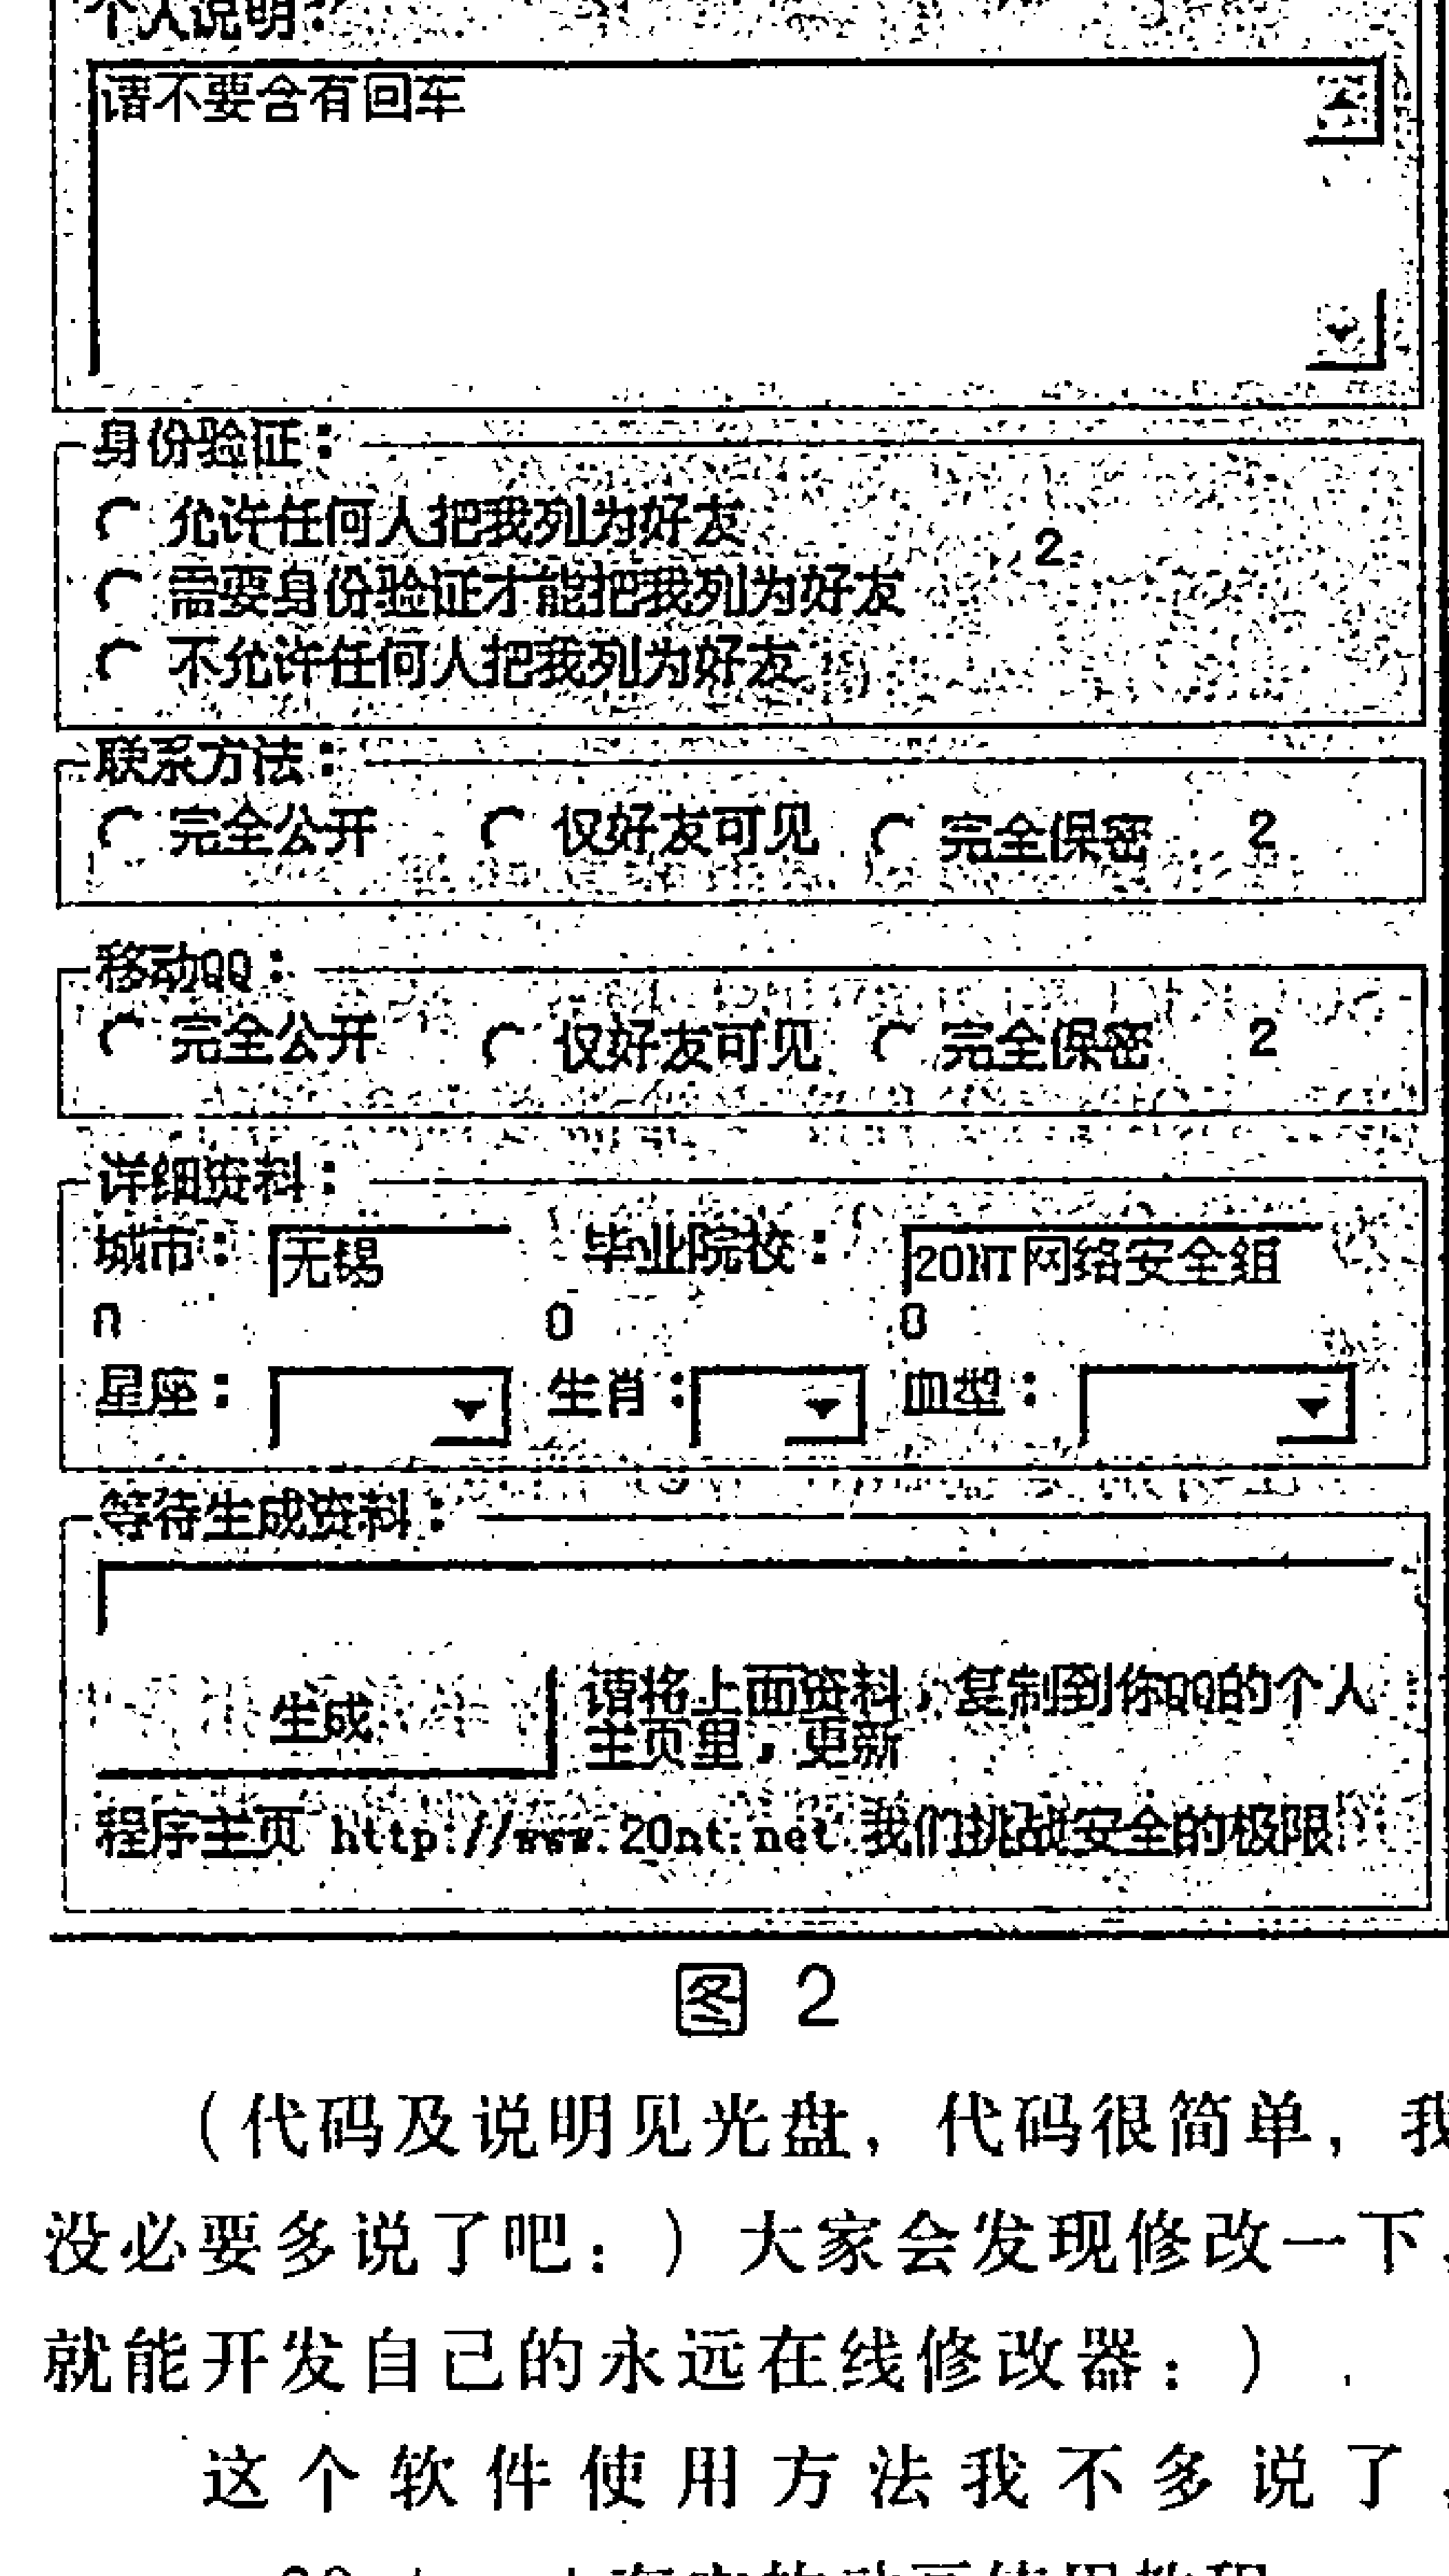 个人说明:
请不要含有回车
身份验证:
允许任何人把我列为好友
2
需要身份验证才能把我列为好友
不允许任何人把我列为好友
联系方法:
完全公开 仅好友可见 完全保密 2
移动QQ:
完全公开 仅好友可见 完全保密 2
详细资料:
城市: 无锡 毕业院校: 20NT网络安全组
0 0
星座: 生肖: 血型:
等待生成资料:
生成 请将上面资料,复制到你QQ的个人
主页里,更新
程序主页 http://www.20nt.net 我们挑战安全的极限
图 2
(代码及说明见光盘,代码很简单,我
没必要多说了吧:)大家会发现修改一下,
就能开发自己的永远在线修改器:)
这个软件使用方法我不多说了,